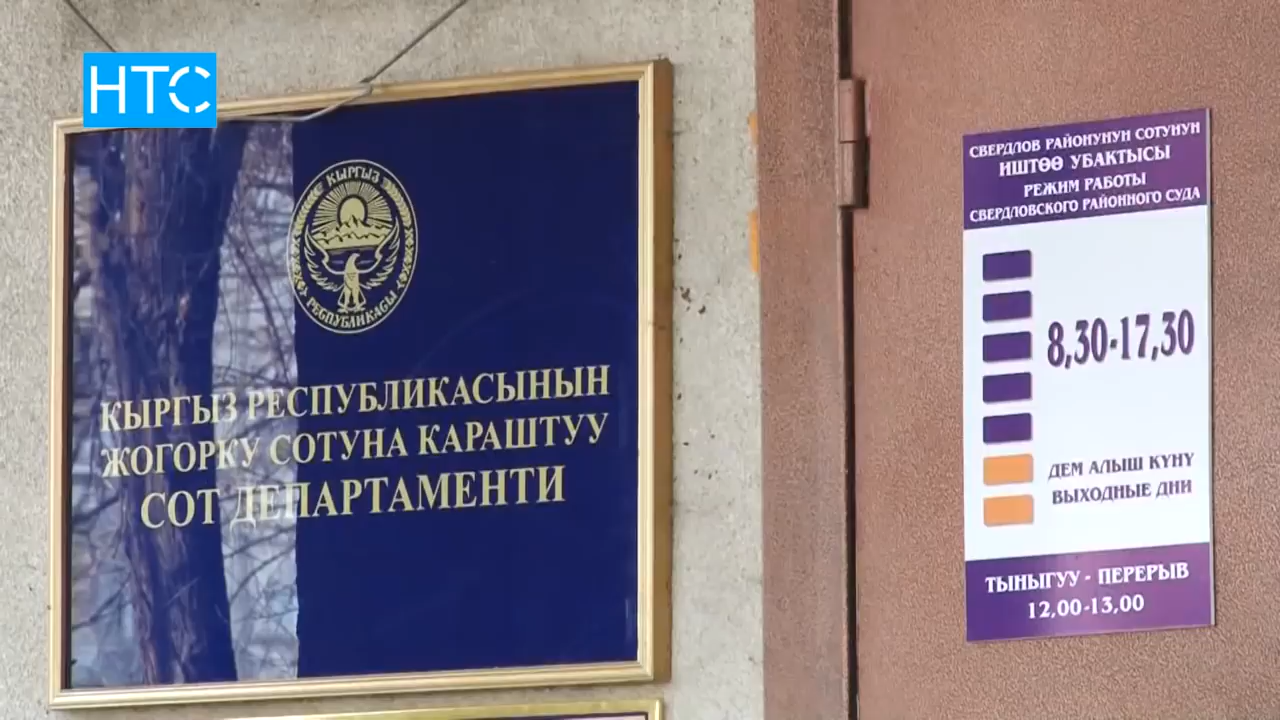 НТС
КЫРГЫЗ
РЕСПУБЛИКАСЫ
КЫРГЫЗ РЕСПУБЛИКАСЫНЫН
ЖОГОРКУ СОТУНА КАРАШТУУ
СОТ ДЕПАРТАМЕНТИ
СВЕРДЛОВ РАЙОНУНУН СОТУНУН
ИШТӨӨ УБАКТЫСЫ
РЕЖИМ РАБОТЫ
СВЕРДЛОВСКОГО РАЙОННОГО СУДА
8,30-17,30
ДЕМ АЛЫШ КҮНҮ
ВЫХОДНЫЕ ДНИ
ТЫНЫГУУ - ПЕРЕРЫВ
12,00-13,00